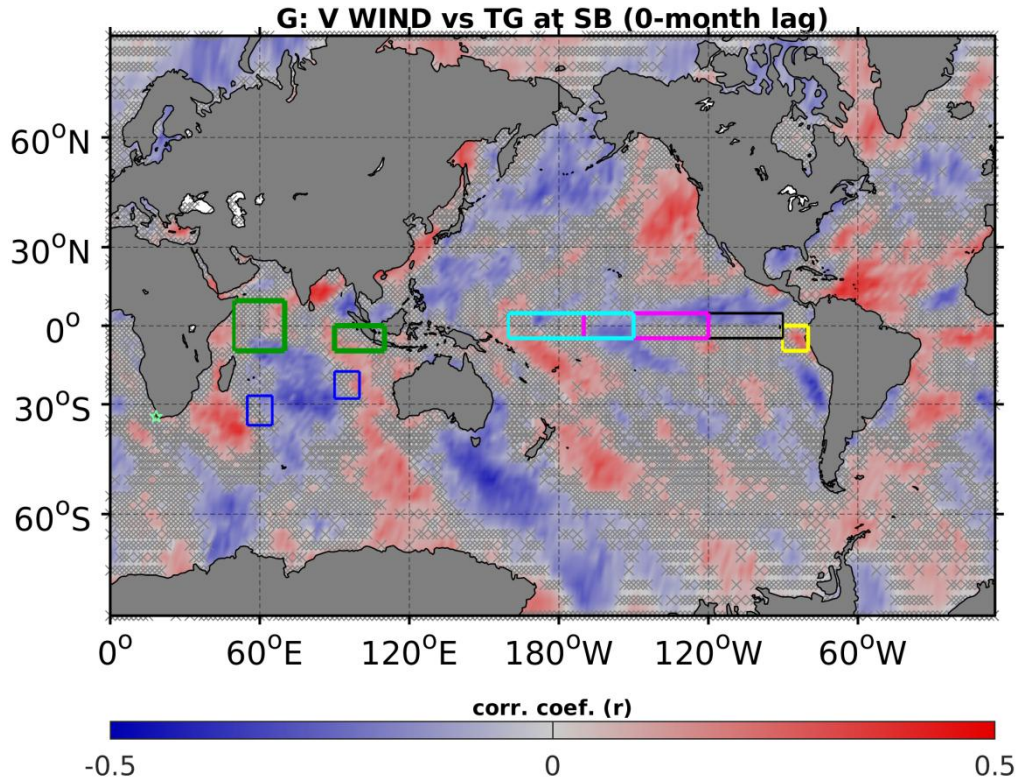 G: V WIND vs TG at SB (0-month lag)
60°N
30°N
0°
30°S
60°S
0° 60°E 120°E 180°W 120°W 60°W
corr. coef. (r)
-0.5 0 0.5